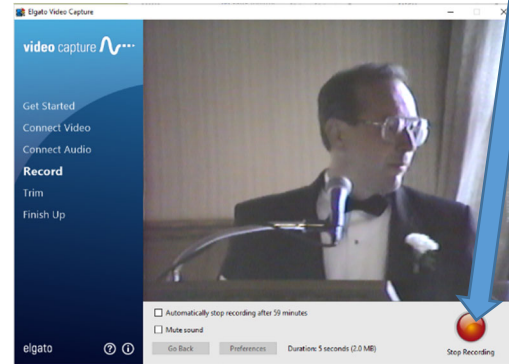 Elgato Video Capture
video capture
Get Started
Connect Video
Connect Audio
Record
Trim
Finish Up
Automatically stop recording after 59 minutes
Mute sound
Go Back
Preferences
Duration: 5 seconds (2.0 MB)
Stop Recording
elgato